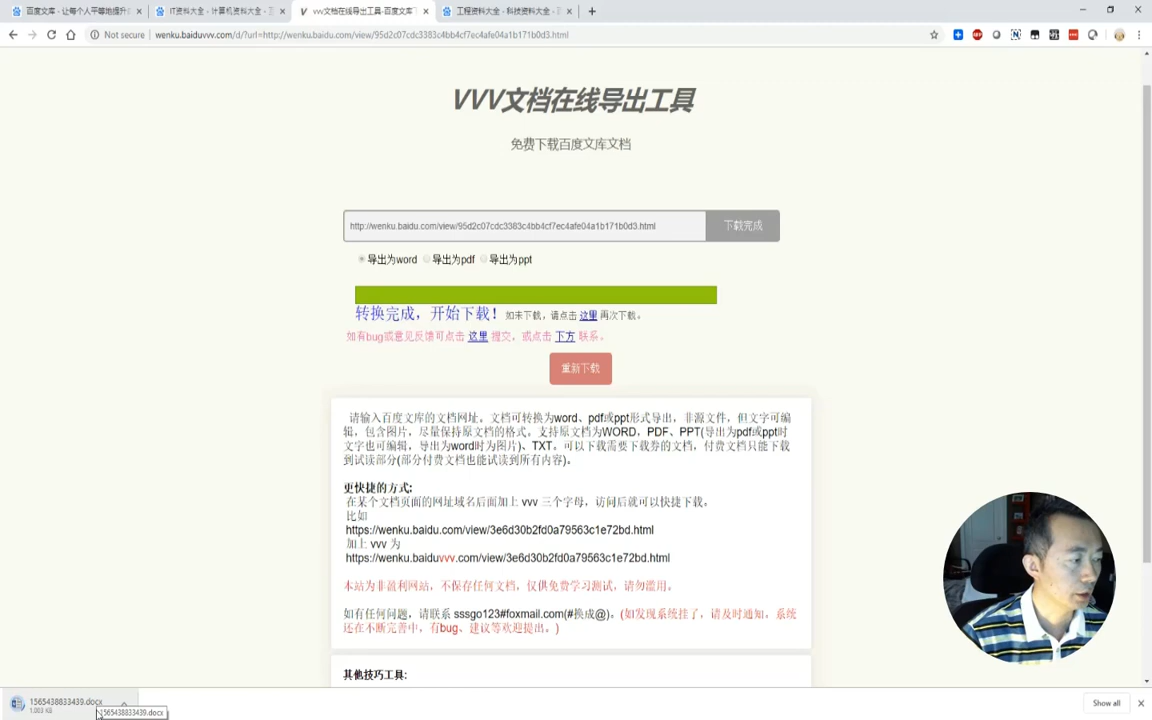 百度文库 - 让每个人平等地提升
IT资料大全 - 计算机资料大全 -
vvv文档在线导出工具-百度文库
工程资料大全 - 科技资料大全 -
Not secure
wenku.baiduvvv.com/d/?url=http://wenku.baidu.com/view/95d2c07cdc3383c4bb4cf7ec4afe04a1b171b0d3.html
VVV文档在线导出工具
免费下载百度文库文档
http://wenku.baidu.com/view/95d2c07cdc3383c4bb4cf7ec4afe04a1b171b0d3.html
下载完成
导出为word 导出为pdf 导出为ppt
转换完成，开始下载！ 如未下载，请点击 这里 再次下载。
如有bug或意见反馈可点击 这里 提交，或点击 下方 联系。
重新下载
请输入百度文库的文档网址，文档可转换为word、pdf或ppt形式导出，非源文件，但文字可编
辑，包含图片，尽量保持原文档的格式。支持原文档为WORD，PDF、PPT(导出为pdf或ppt时
文字也可编辑，导出为word时为图片)、TXT。可以下载需要下载券的文档，付费文档只能下载
到试读部分(部分付费文档也能试读到所有内容)。
更快捷的方式:
在某个文档页面的网址域名后面加上 vvv 三个字母，访问后就可以快捷下载。
比如
https://wenku.baidu.com/view/3e6d30b2fd0a79563c1e72bd.html
加上 vvv 为
https://wenku.baiduvvv.com/view/3e6d30b2fd0a79563c1e72bd.html
本站为非盈利网站，不保存任何文档，仅供免费学习测试，请勿滥用。
如有任何问题，请联系 sssgo123#foxmail.com(#换成@)。(如发现系统挂了，请及时通知，系统
还在不断完善中，有bug、建议等欢迎提出。)
其他技巧工具:
1565438833439.docx
1,003 KB
1565438833439.docx
Show all